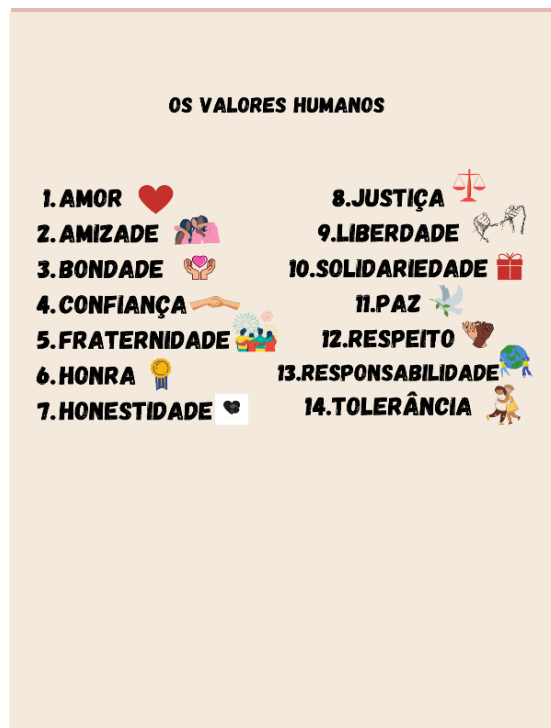 OS VALORES HUMANOS
1. AMOR
2. AMIZADE
3. BONDADE
4. CONFIANÇA
5. FRATERNIDADE
6. HONRA
7. HONESTIDADE
8.JUSTIÇA
9.LIBERDADE
10.SOLIDARIEDADE
11.PAZ
12.RESPEITO
13.RESPONSABILIDADE
14.TOLERÂNCIA